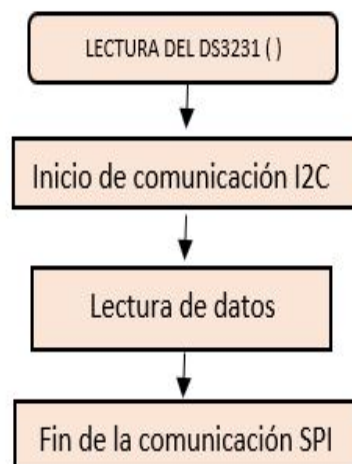 LECTURA DEL DS3231 ( )
Inicio de comunicación I2C
Lectura de datos
Fin de la comunicación SPI